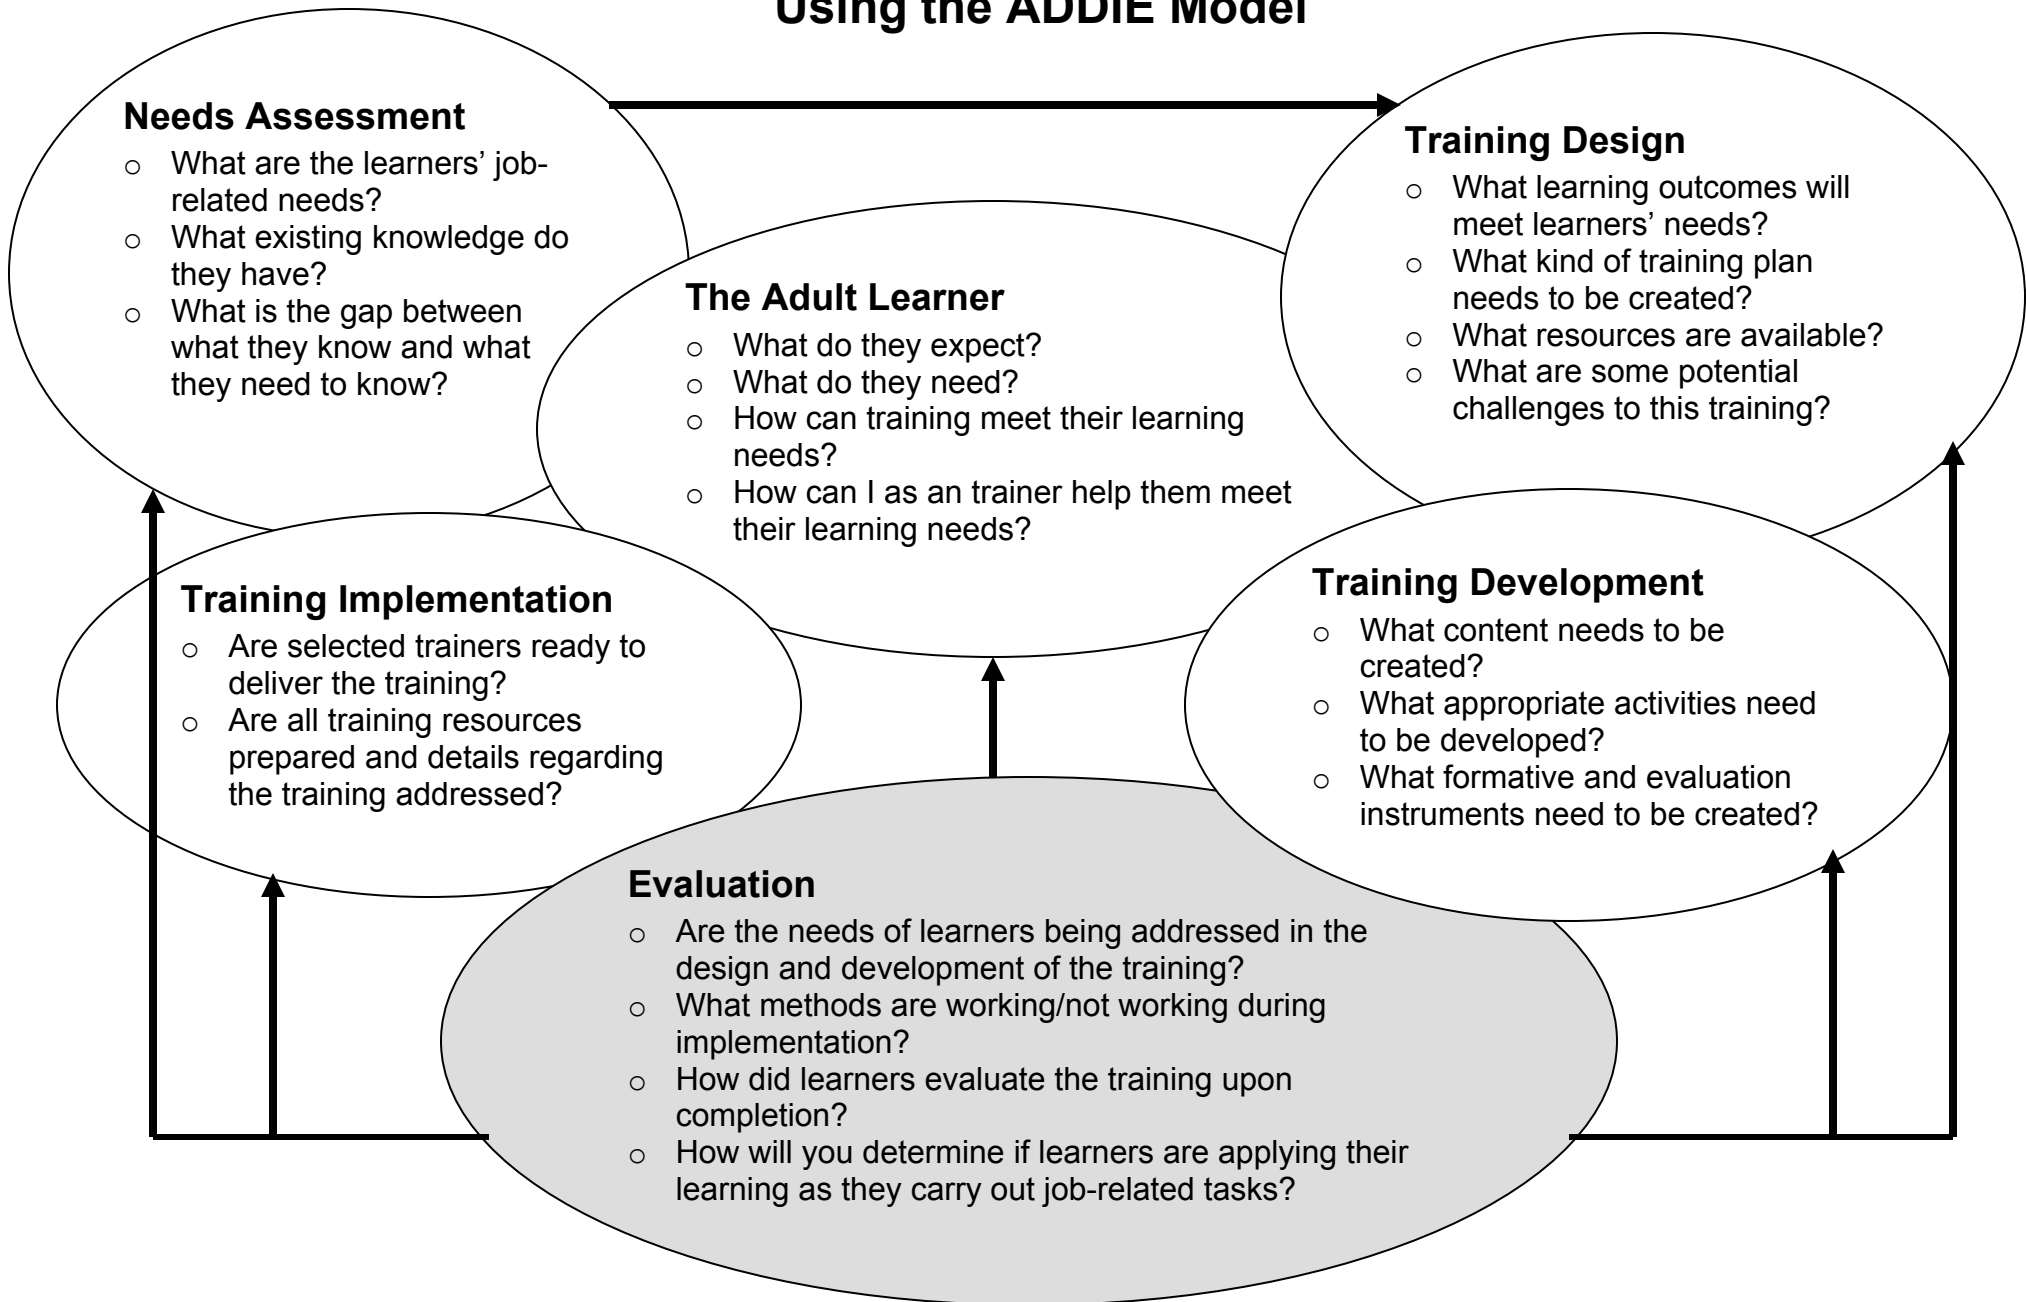 Using the ADDIE Model
Needs Assessment
○ What are the learners’ job-
related needs?
○ What existing knowledge do
they have?
○ What is the gap between
what they know and what
they need to know?
Training Design
○ What learning outcomes will
meet learners’ needs?
○ What kind of training plan
needs to be created?
○ What resources are available?
○ What are some potential
challenges to this training?
The Adult Learner
○ What do they expect?
○ What do they need?
○ How can training meet their learning
needs?
○ How can I as an trainer help them meet
their learning needs?
Training Implementation
○ Are selected trainers ready to
deliver the training?
○ Are all training resources
prepared and details regarding
the training addressed?
Training Development
○ What content needs to be
created?
○ What appropriate activities need
to be developed?
○ What formative and evaluation
instruments need to be created?
Evaluation
○ Are the needs of learners being addressed in the
design and development of the training?
○ What methods are working/not working during
implementation?
○ How did learners evaluate the training upon
completion?
○ How will you determine if learners are applying their
learning as they carry out job-related tasks?